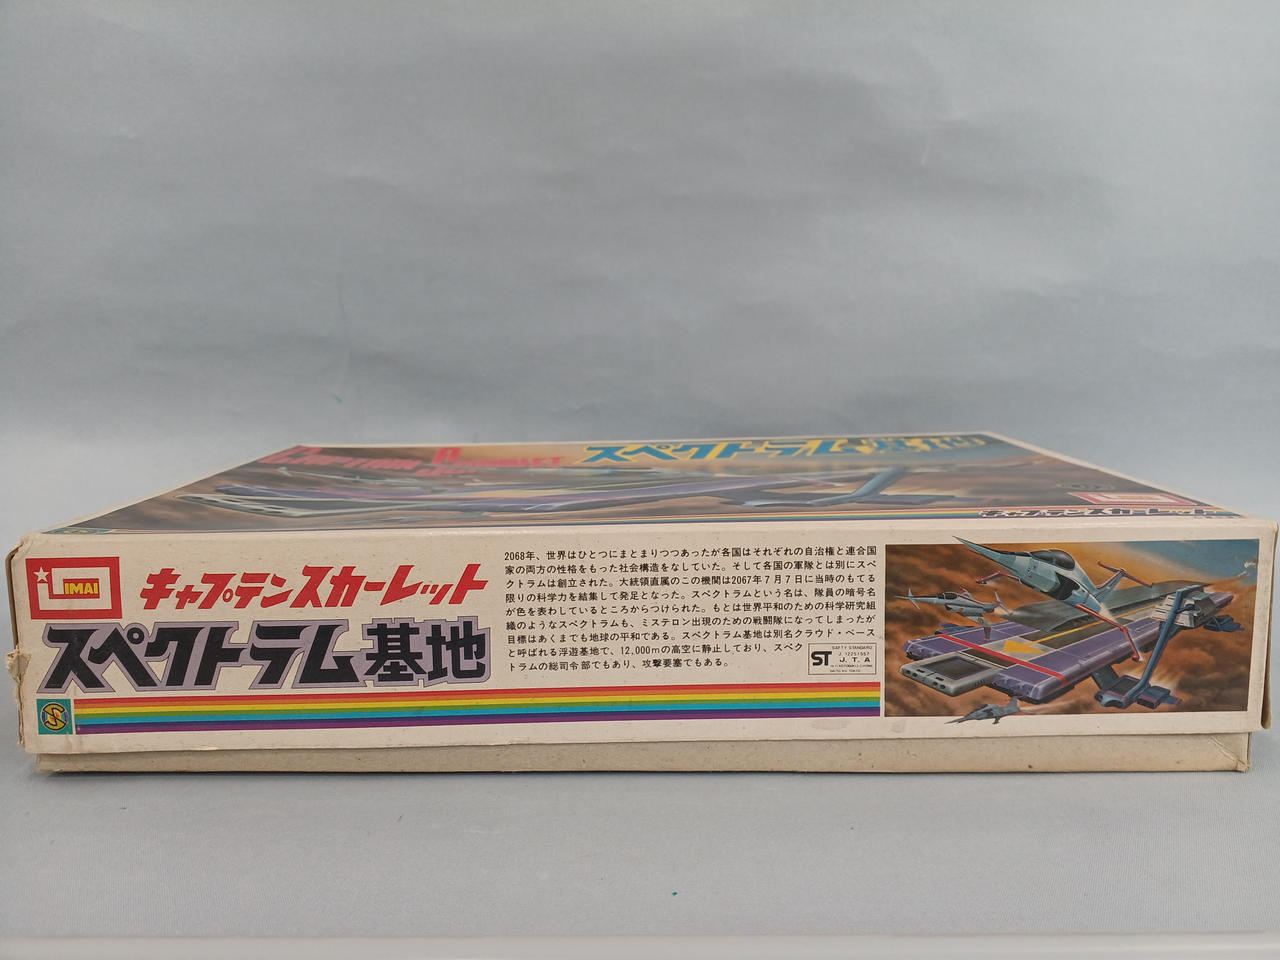 スペクトラム基地
IMAI
キャプテンスカーレット
IMAI
キャプテンスカーレット
スペクトラム基地
2068年、世界はひとつにまとまりつつあったが各国はそれぞれの自治権と連合国
家の両方の性格をもった社会構造をなしていた。そして各国の軍隊とは別にスペ
クトラムは創立された。大統領直属のこの機関は2067年7月7日に当時のもてる
限りの科学力を結集して発足となった。スペクトラムという名は、隊員の暗号名
が色を表わしているところからつけられた。もとは世界平和のための科学研究組
織のようなスペクトラムも、ミステロン出現のための戦闘隊になってしまったが
目標はあくまでも地球の平和である。スペクトラム基地は別名クラウド・ベース
と呼ばれる浮遊基地で、12,000mの高空に静止しており、スペク
トラムの総司令部でもあり、攻撃要塞でもある。
ST
SAFTY STANDARD
J.T.A
S